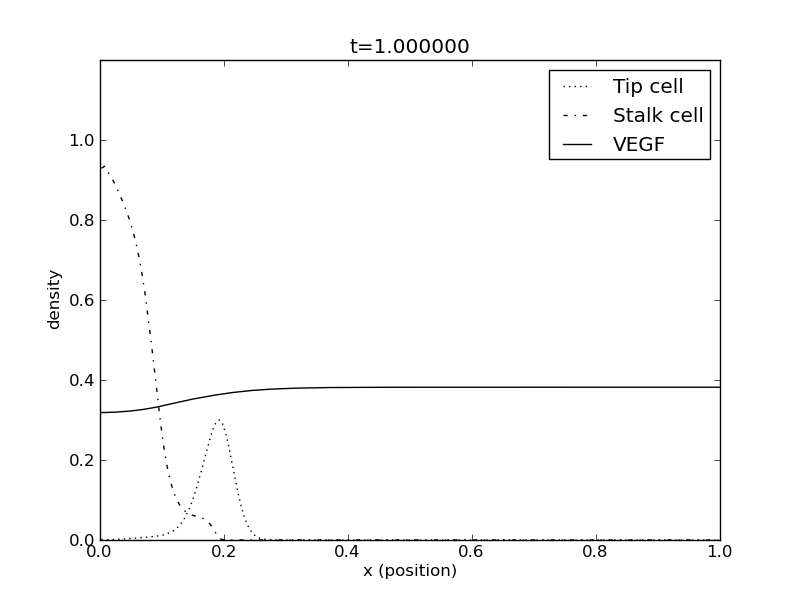 t=1.000000
Tip cell
Stalk cell
VEGF
1.0
0.8
0.6
0.4
0.2
0.0
density
0.0 0.2 0.4 0.6 0.8 1.0
x (position)